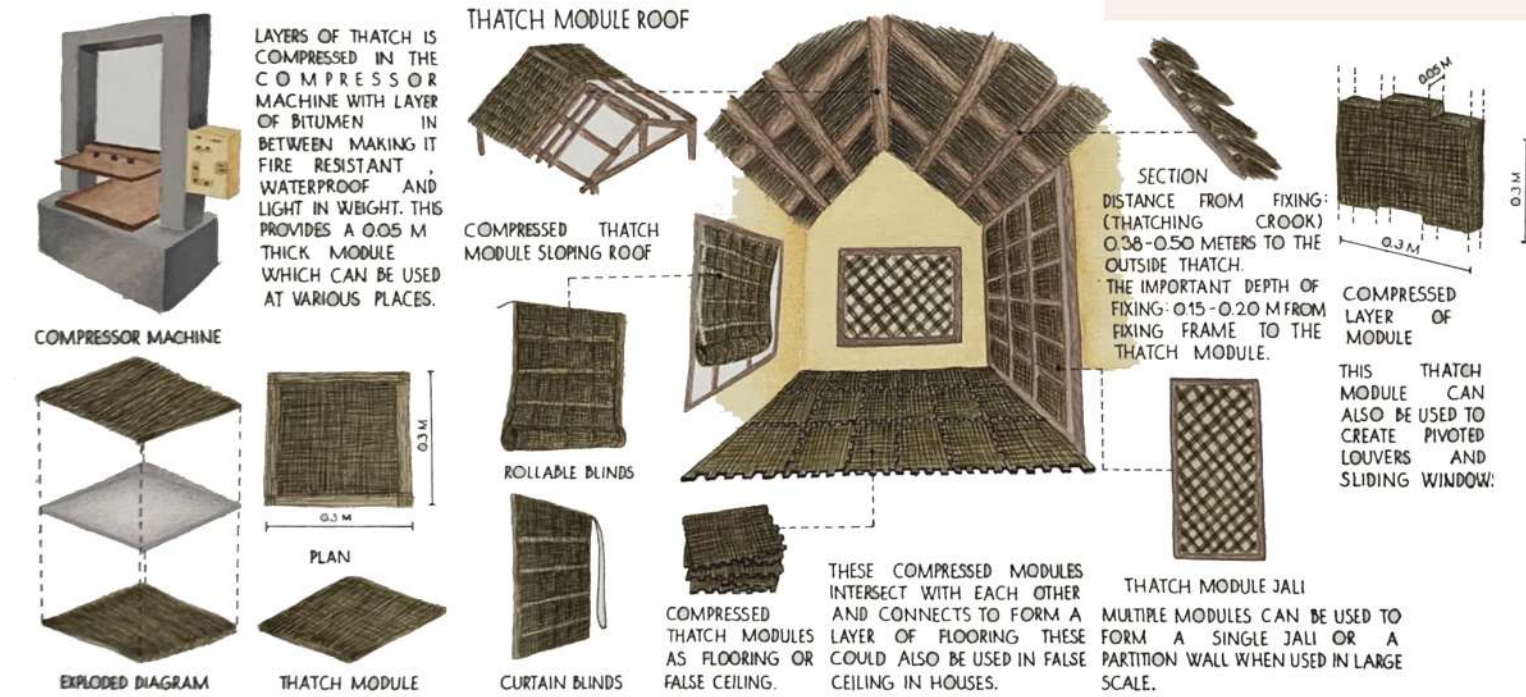 LAYERS OF THATCH IS
COMPRESSED IN THE
COMPRESSOR
MACHINE WITH LAYER
OF BITUMEN IN
BETWEEN MAKING IT
FIRE RESISTANT ,
WATERPROOF AND
LIGHT IN WEIGHT. THIS
PROVIDES A 0.05 M
THICK MODULE
WHICH CAN BE USED
AT VARIOUS PLACES.
COMPRESSOR MACHINE
0.3 M
0.3 M
PLAN
EXPLODED DIAGRAM
THATCH MODULE
THATCH MODULE ROOF
COMPRESSED THATCH
MODULE SLOPING ROOF
ROLLABLE BLINDS
CURTAIN BLINDS
COMPRESSED
THATCH MODULES
AS FLOORING OR
FALSE CEILING.
THESE COMPRESSED MODULES
INTERSECT WITH EACH OTHER
AND CONNECTS TO FORM A
LAYER OF FLOORING THESE
COULD ALSO BE USED IN FALSE
CEILING IN HOUSES.
SECTION
DISTANCE FROM FIXING:
(THATCHING CROOK)
0.38-0.50 METERS TO THE
OUTSIDE THATCH.
THE IMPORTANT DEPTH OF
FIXING: 0.15-0.20 M FROM
FIXING FRAME TO THE
THATCH MODULE.
THATCH MODULE JALI
MULTIPLE MODULES CAN BE USED TO
FORM A SINGLE JALI OR A
PARTITION WALL WHEN USED IN LARGE
SCALE.
0.05 M
0.3 M
0.3 M
COMPRESSED
LAYER OF
MODULE
THIS THATCH
MODULE CAN
ALSO BE USED TO
CREATE PIVOTED
LOUVERS AND
SLIDING WINDOW: